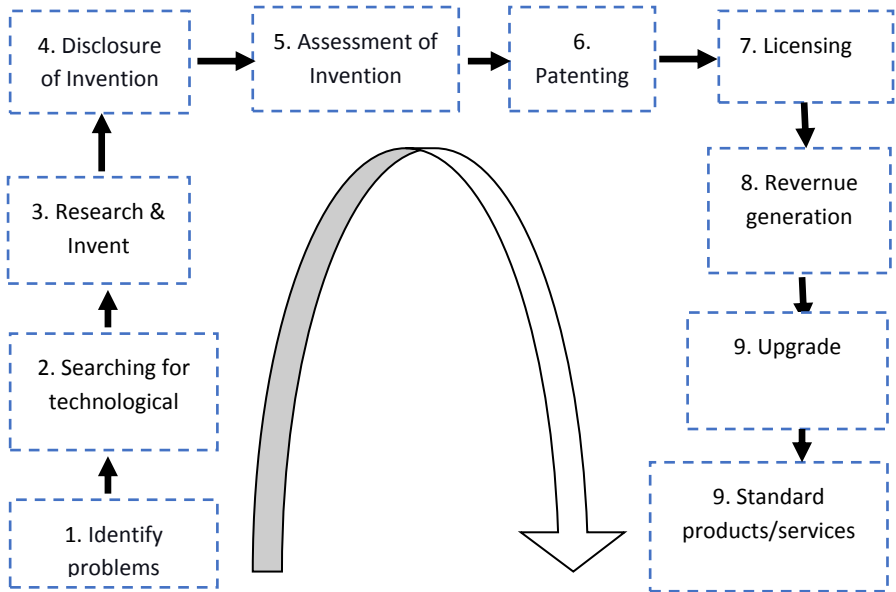 1. Identify
problems
2. Searching for
technological
3. Research &
Invent
4. Disclosure
of Invention
5. Assessment of
Invention
6.
Patenting
7. Licensing
8. Revernue
generation
9. Upgrade
9. Standard
products/services